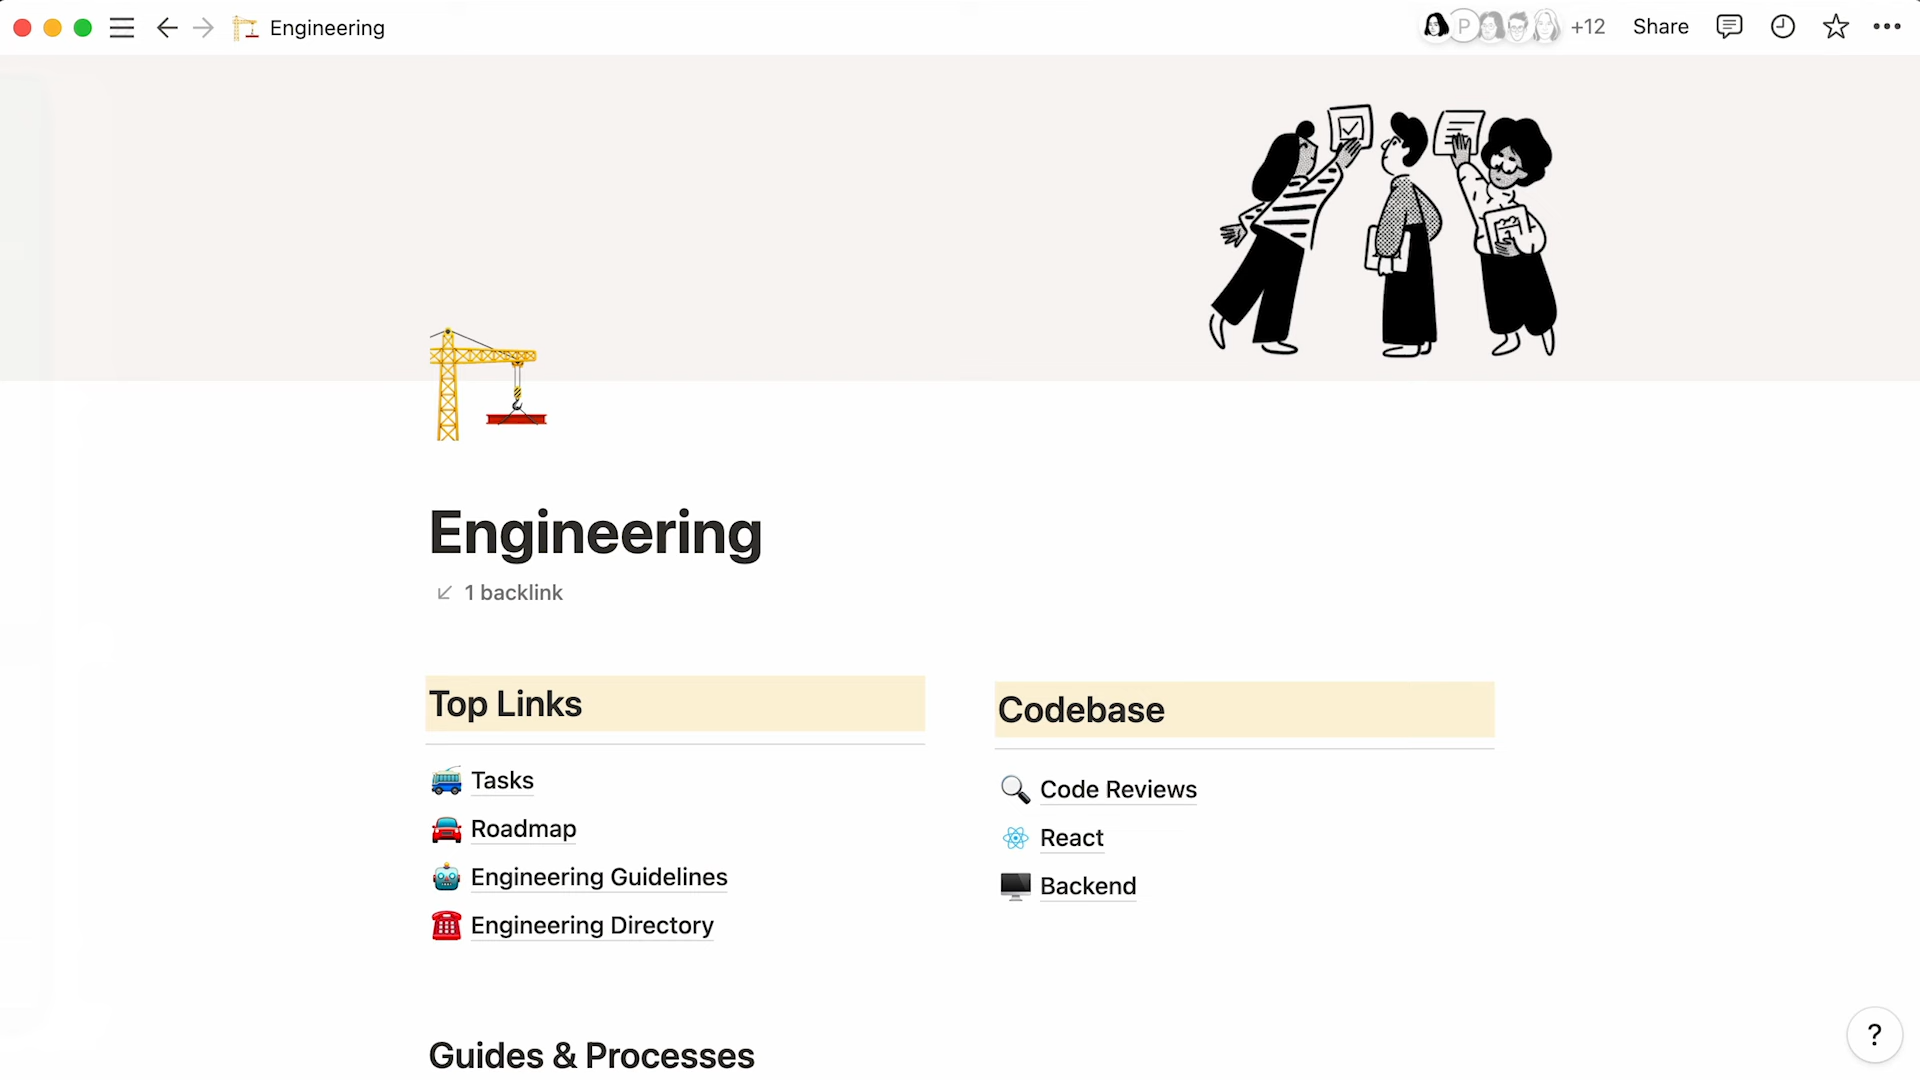 Engineering
P
+12
Share
Engineering
1 backlink
Top Links
Tasks
Roadmap
Engineering Guidelines
Engineering Directory
Codebase
Code Reviews
React
Backend
Guides & Processes
?